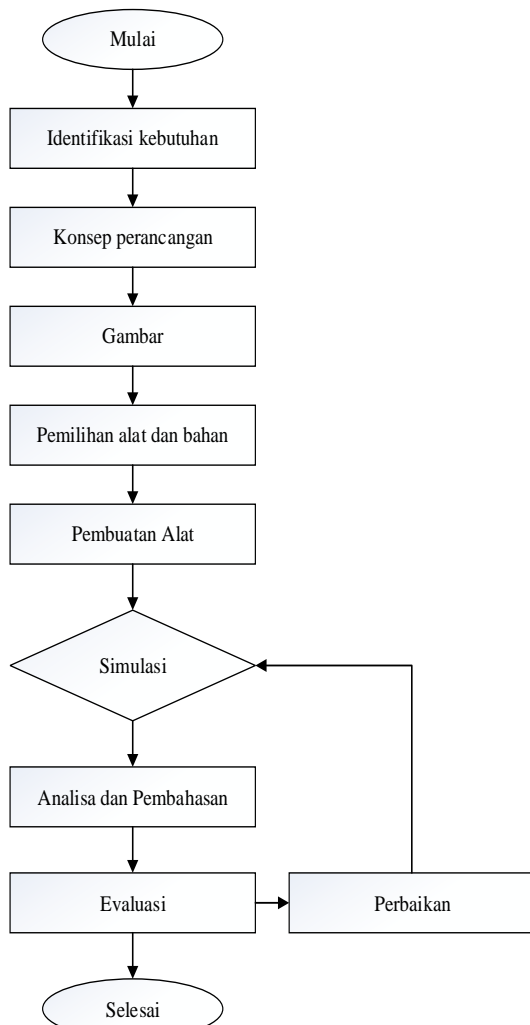 Mulai
Identifikasi kebutuhan
Konsep perancangan
Gambar
Pemilihan alat dan bahan
Pembuatan Alat
Simulasi
Analisa dan Pembahasan
Evaluasi
Perbaikan
Selesai